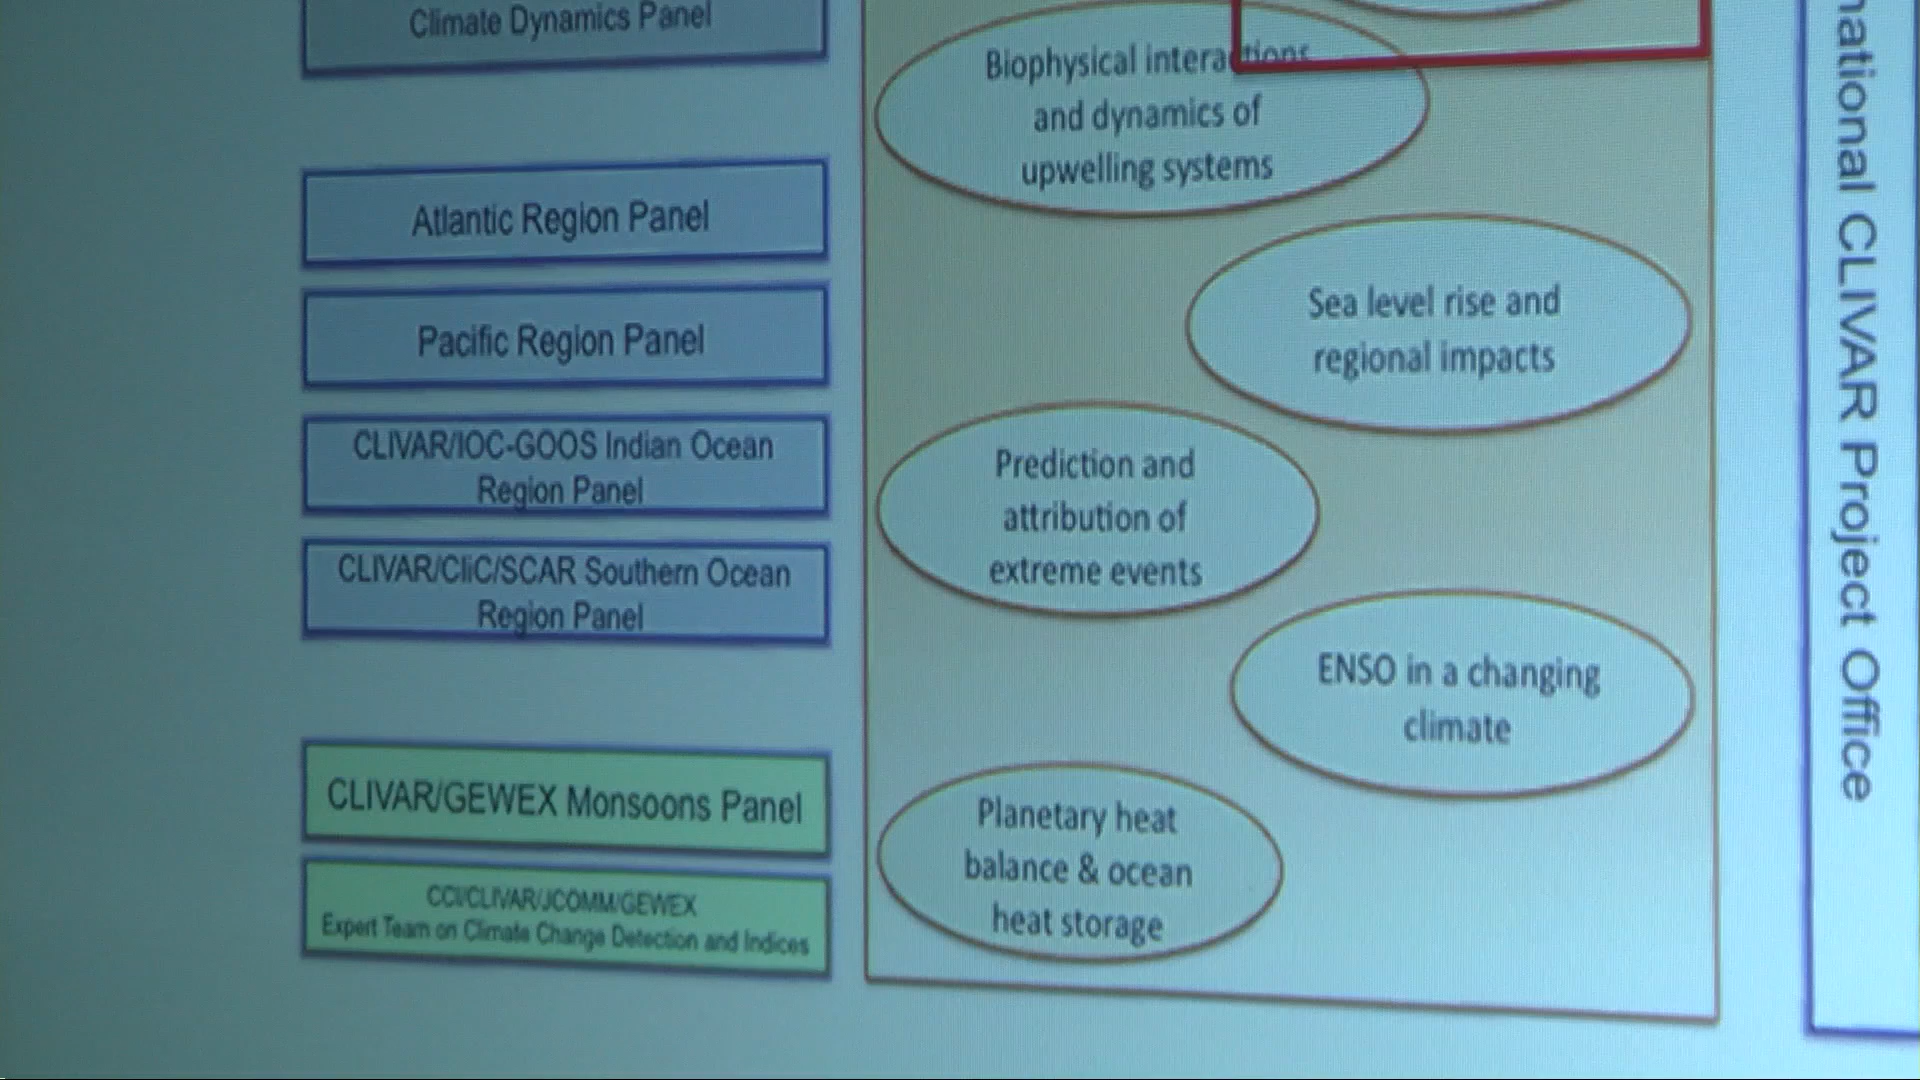 Climate Dynamics Panel
Atlantic Region Panel
Pacific Region Panel
CLIVAR/IOC-GOOS Indian Ocean
Region Panel
CLIVAR/CliC/SCAR Southern Ocean
Region Panel
CLIVAR/GEWEX Monsoons Panel
CCl/CLIVAR/JCOMM/GEWEX
Expert Team on Climate Change Detection and Indices
Biophysical interactions
and dynamics of
upwelling systems
Sea level rise and
regional impacts
Prediction and
attribution of
extreme events
ENSO in a changing
climate
Planetary heat
balance & ocean
heat storage
national CLIVAR Project Office